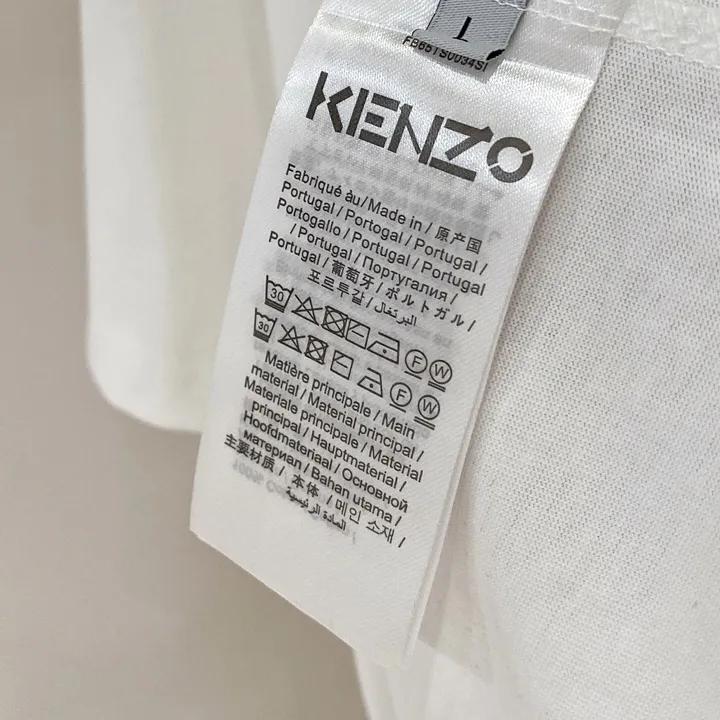 L
FB65TS0034SI
KENZO
Fabriqué au/Made in/原产国
Portugal / Portogal / Portugal /
Portogallo / Portugal / Portugal
/ Portugal / Португалия /
Portugal / 葡萄牙 / ポルトガル /
포르투갈 / البرتغال /
30 F W
30 F W
Matière principale / Main
material / Material principal /
Materiale principale / Material
principal / Hauptmaterial /
Hoofdmateriaal / Основной
материал / Bahan utama /
主要材质 / 本体 / 메인 소재 /
المادة الرئيسية